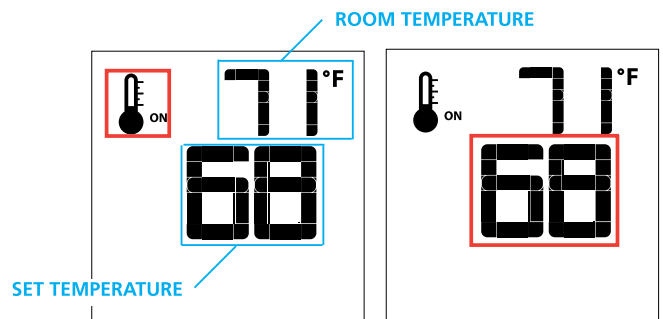 ROOM TEMPERATURE
71 °F
ON
68
SET TEMPERATURE
71 °F
ON
68